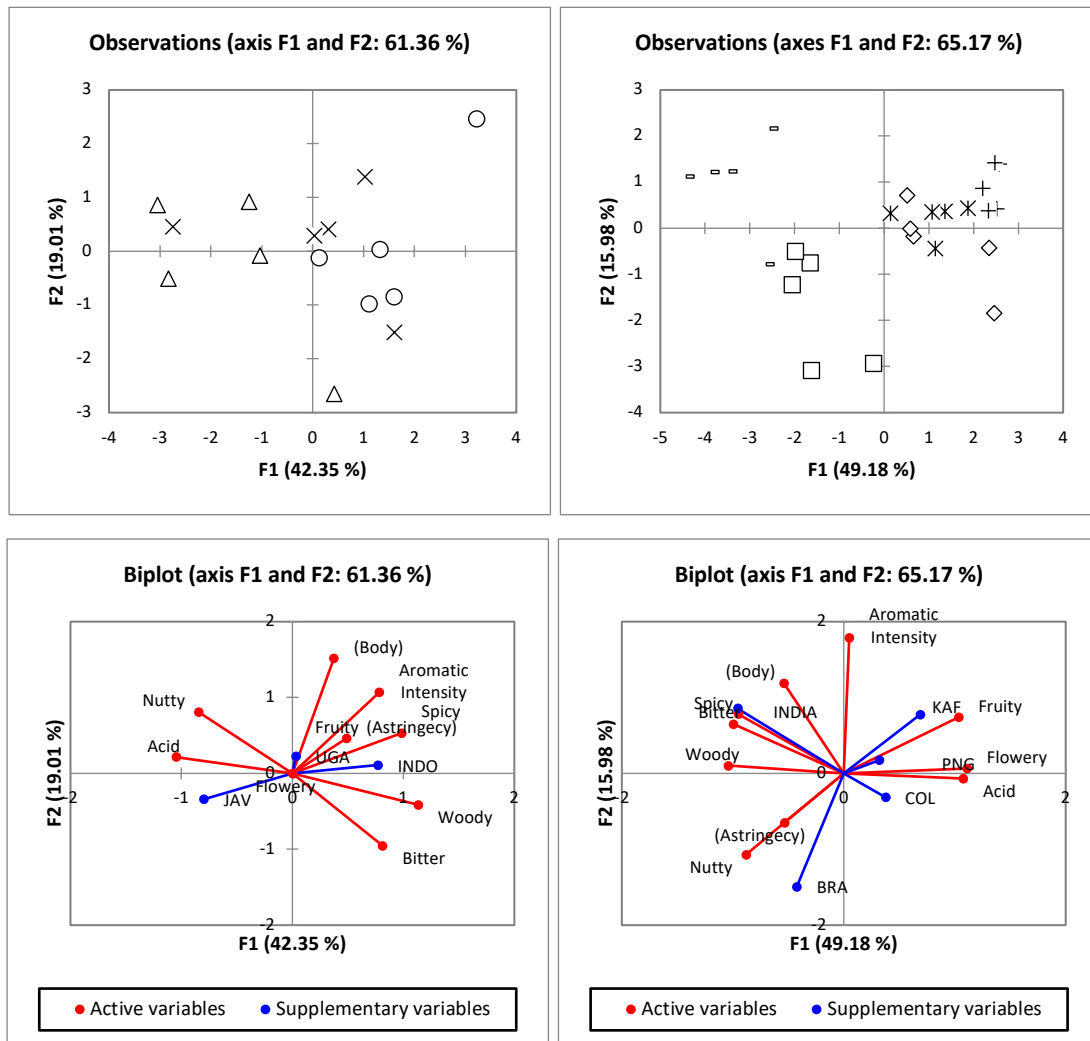 Observations (axis F1 and F2: 61.36 %)
3
2
1
0
-1
-2
-3
-4
-3
-2
-1
0
1
2
3
4
F2 (19.01 %)
F1 (42.35 %)
Observations (axes F1 and F2: 65.17 %)
3
2
1
0
-1
-2
-3
-4
-5
-4
-3
-2
-1
0
1
2
3
4
F2 (15.98 %)
F1 (49.18 %)
Biplot (axis F1 and F2: 61.36 %)
2
(Body)
Aromatic
Intensity
1
Nutty
Spicy
Fruity
(Astringecy)
Acid
UGA
INDO
0
-2
-1
0
1
2
Flowery
JAV
Woody
-1
Bitter
-2
F2 (19.01 %)
F1 (42.35 %)
Biplot (axis F1 and F2: 65.17 %)
Aromatic
2
Intensity
(Body)
Spicy
KAF
Fruity
Bitter
INDIA
Woody
PNG
Flowery
0
-2
0
2
Acid
COL
(Astringecy)
Nutty
BRA
-2
F2 (15.98 %)
F1 (49.18 %)
Active variables
Supplementary variables
Active variables
Supplementary variables